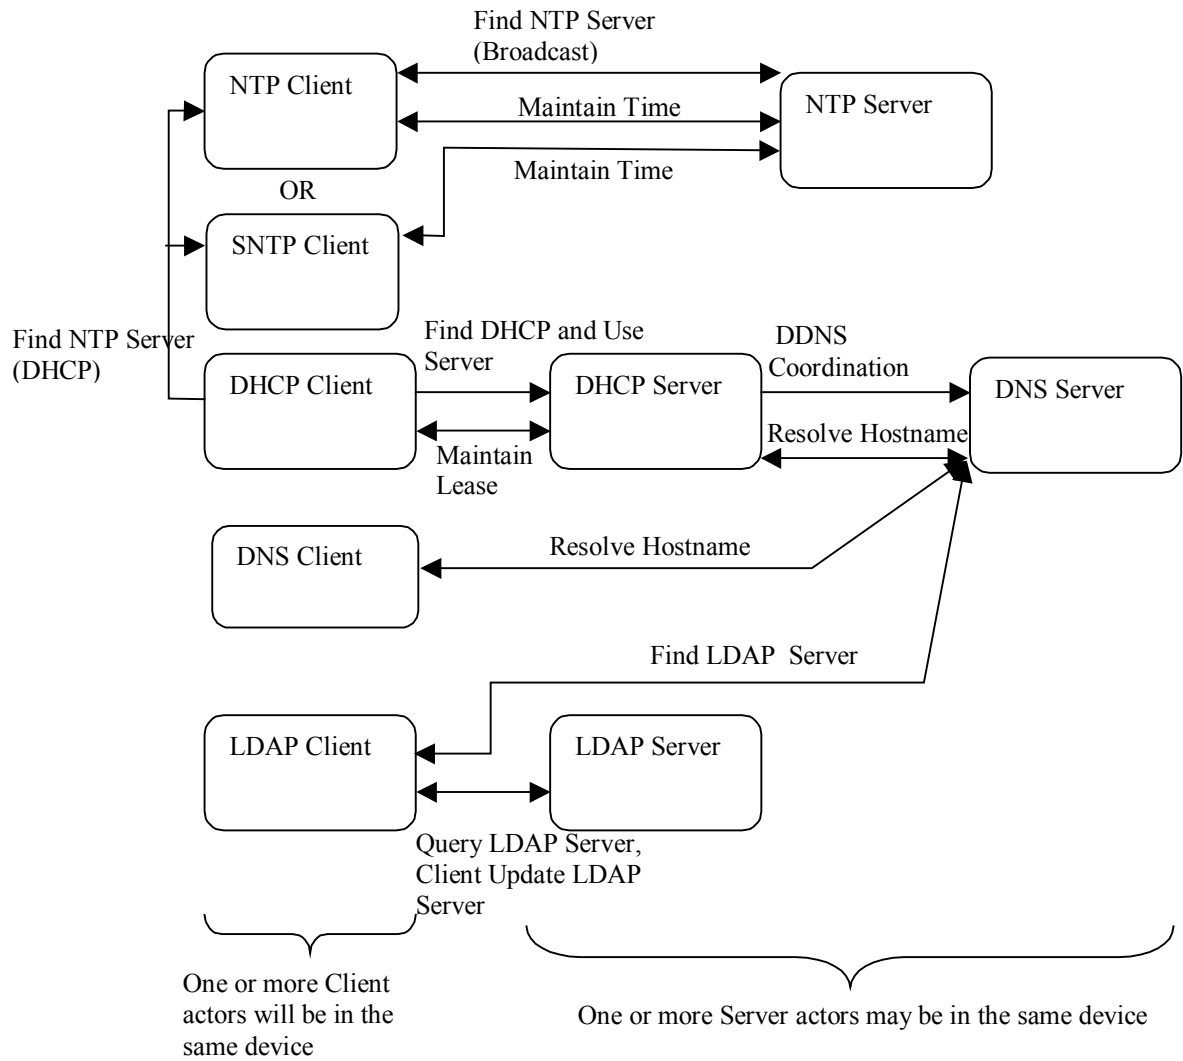 Find NTP Server
(Broadcast)
NTP Client
NTP Server
Maintain Time
Maintain Time
OR
SNTP Client
Find NTP Server
(DHCP)
Find DHCP and Use
Server
DDNS
Coordination
DHCP Client
DHCP Server
DNS Server
Resolve Hostname
Maintain
Lease
DNS Client
Resolve Hostname
Find LDAP  Server
LDAP Client
LDAP Server
Query LDAP Server,
Client Update LDAP
Server
One or more Client
actors will be in the
same device
One or more Server actors may be in the same device